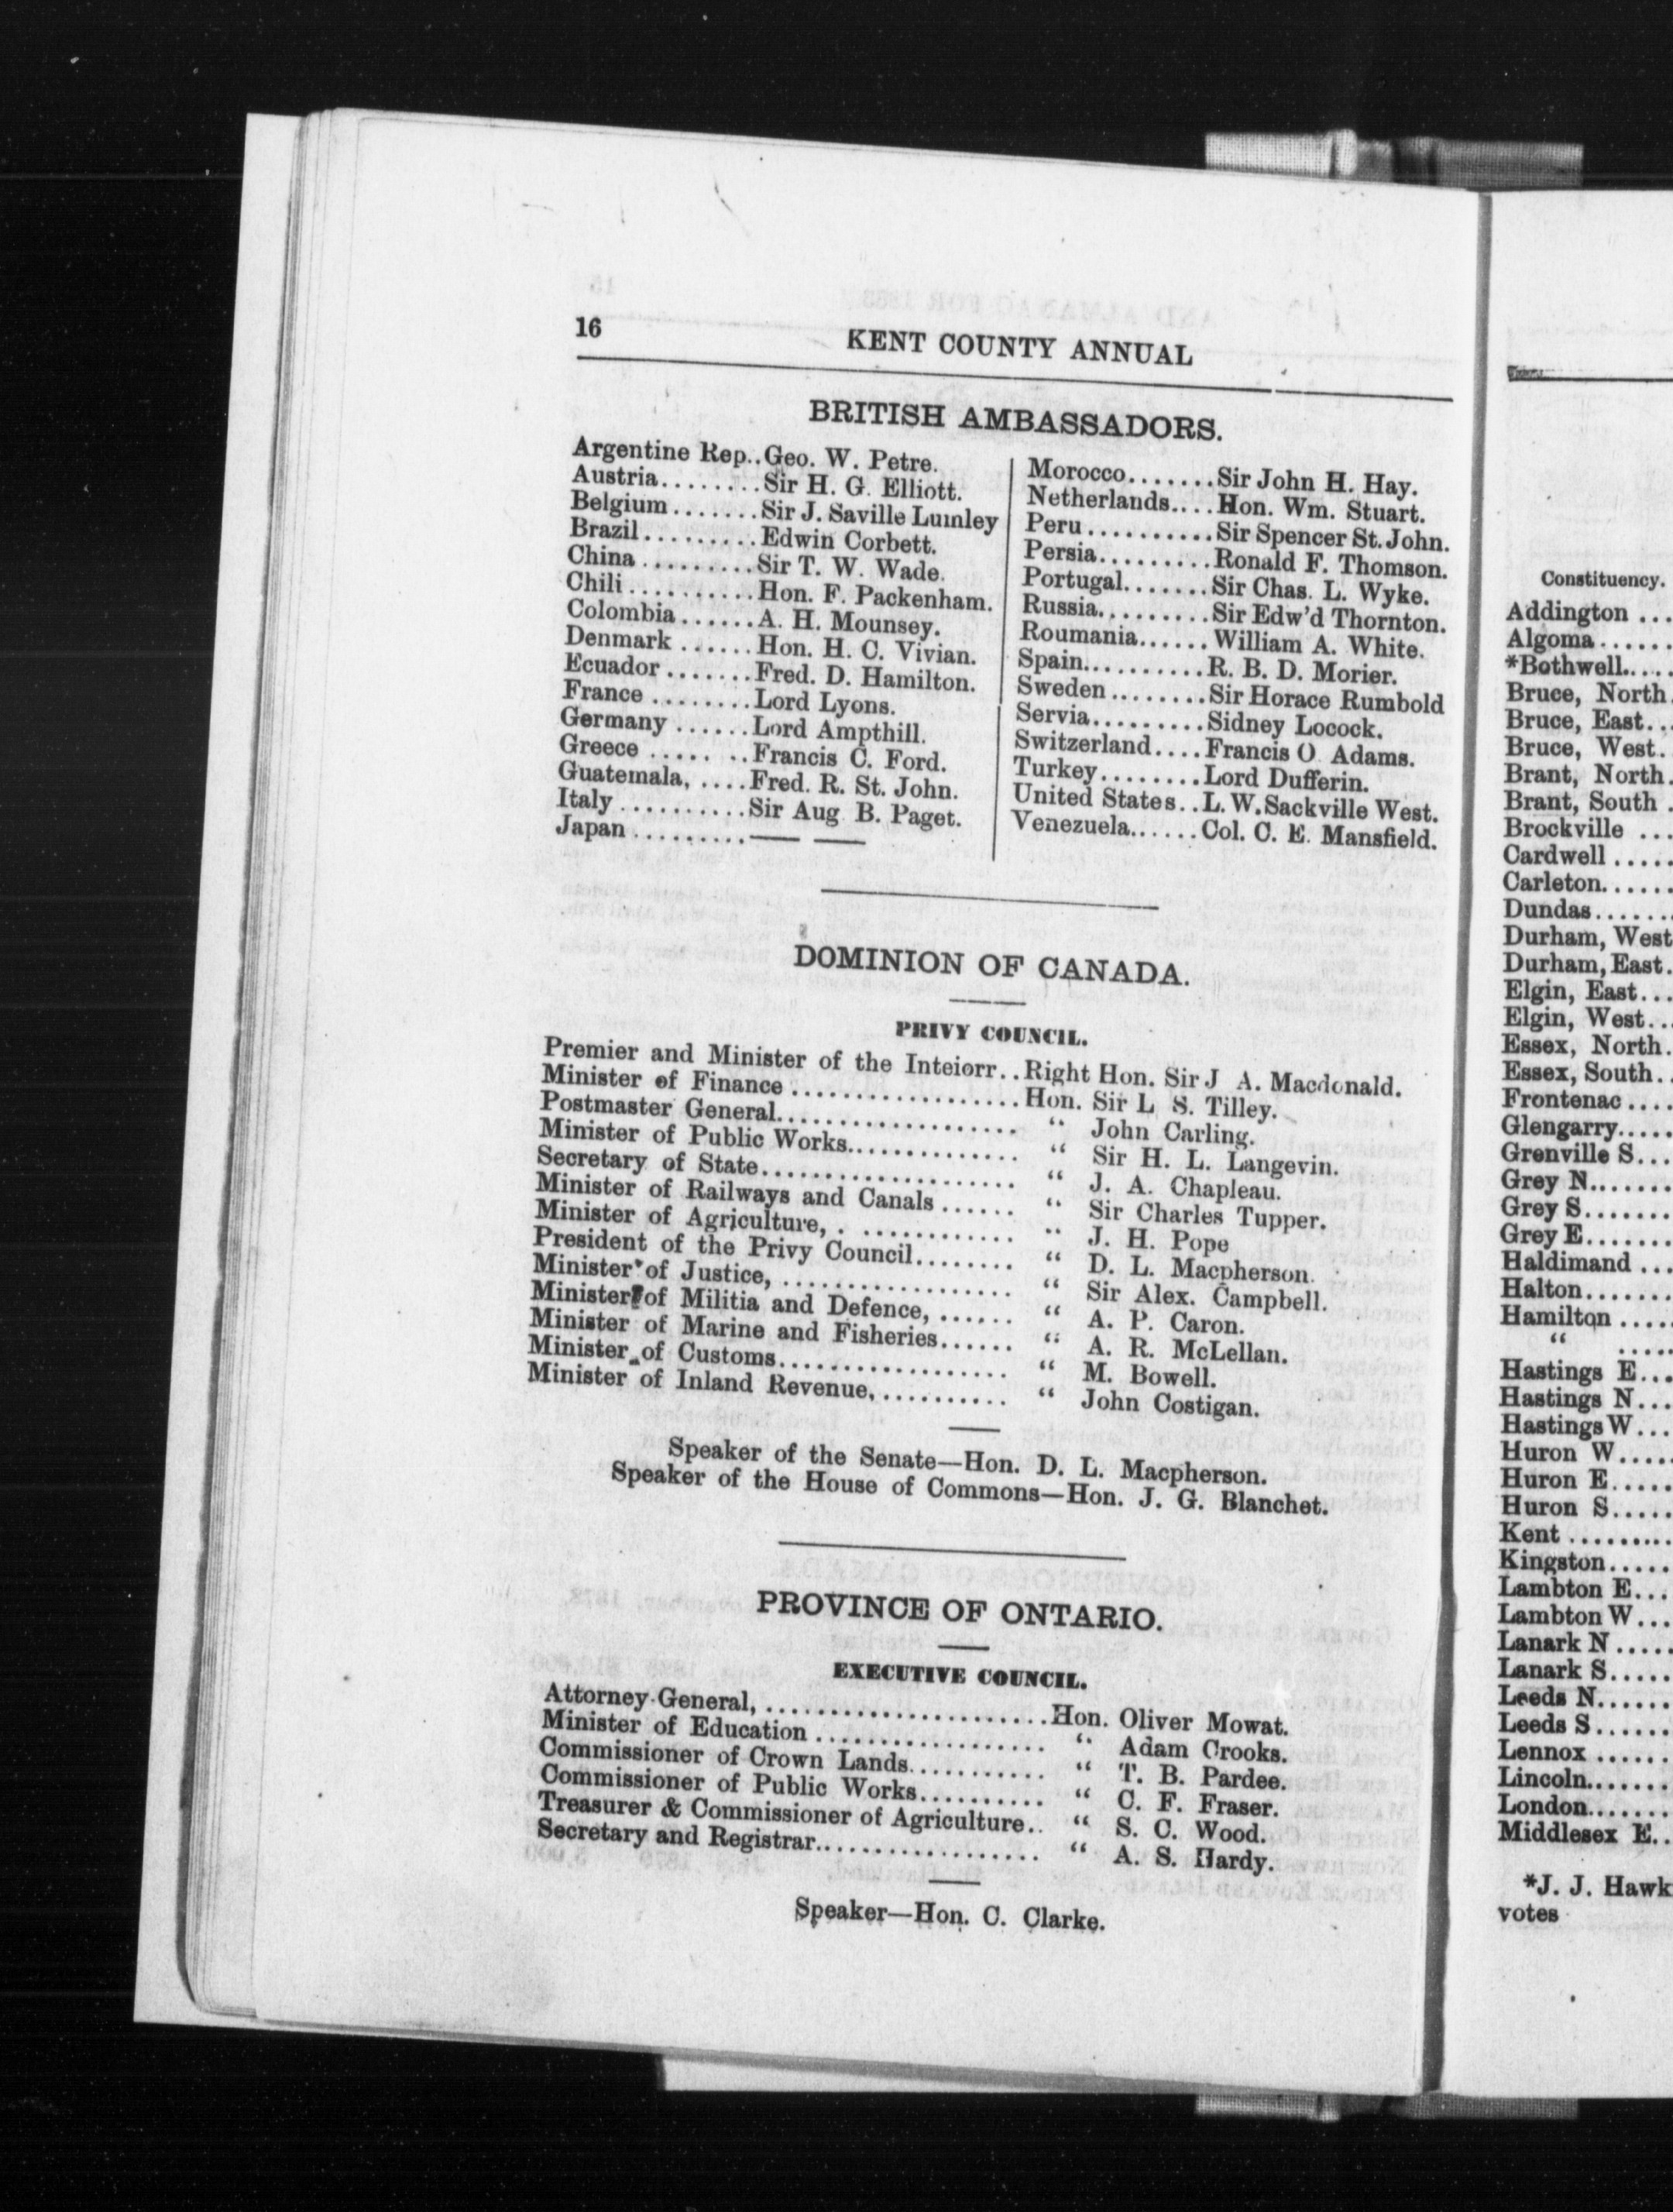 16
KENT COUNTY ANNUAL
BRITISH AMBASSADORS.
Argentine Rep..Geo. W. Petre.
Austria........Sir H. G. Elliott.
Belgium.......Sir J. Saville Lumley
Brazil.........Edwin Corbett.
China.........Sir T. W. Wade.
Chili..........Hon. F. Packenham.
Colombia......A. H. Mounsey.
Denmark ......Hon. H. C. Vivian.
Ecuador.......Fred. D. Hamilton.
France ........Lord Lyons.
Germany ......Lord Ampthill.
Greece ..... ..Francis C. Ford.
Guatemala, ....Fred. R. St. John.
Italy..........Sir Aug B. Paget.
Japan .........—— ——
Morocco.......Sir John H. Hay.
Netherlands....Hon. Wm. Stuart.
Peru..........Sir Spencer St. John.
Persia.........Ronald F. Thomson.
Portugal.......Sir Chas. L. Wyke.
Russia.........Sir Edw'd Thornton.
Roumania......William A. White.
Spain..........R. B. D. Morier.
Sweden........Sir Horace Rumbold
Servia.........Sidney Locock.
Switzerland....Francis O Adams.
Turkey........Lord Dufferin.
United States..L. W. Sackville West.
Venezuela......Col. C. E. Mansfield.
DOMINION OF CANADA.
PRIVY COUNCIL.
Premier and Minister of the Inteiorr..Right Hon. Sir J A. Macdonald.
Minister of Finance ..................Hon. Sir L S. Tilley.
Postmaster General.................... " John Carling.
Minister of Public Works.............. " Sir H. L. Langevin.
Secretary of State..................... " J. A. Chapleau.
Minister of Railways and Canals ...... " Sir Charles Tupper.
Minister of Agriculture, . ............ " J. H. Pope
President of the Privy Council........ " D. L. Macpherson.
Minister of Justice, ................... " Sir Alex. Campbell.
Minister of Militia and Defence, ...... " A. P. Caron.
Minister of Marine and Fisheries...... " A. R. McLellan.
Minister of Customs.................. " M. Bowell.
Minister of Inland Revenue, .......... " John Costigan.
Speaker of the Senate—Hon. D. L. Macpherson.
Speaker of the House of Commons—Hon. J. G. Blanchet.
PROVINCE OF ONTARIO.
EXECUTIVE COUNCIL.
Attorney-General, ......................Hon. Oliver Mowat.
Minister of Education .................. " Adam Crooks.
Commissioner of Crown Lands........... " T. B. Pardee.
Commissioner of Public Works.......... " C. F. Fraser.
Treasurer & Commissioner of Agriculture.. " S. C. Wood.
Secretary and Registrar................. " A. S. Hardy.
Speaker—Hon. C. Clarke.
Constituency.
Addington ...
Algoma......
*Bothwell.....
Bruce, North.
Bruce, East...
Bruce, West.
Brant, North.
Brant, South .
Brockville ...
Cardwell ....
Carleton.....
Dundas......
Durham, West
Durham, East.
Elgin, East...
Elgin, West..
Essex, North.
Essex, South..
Frontenac ....
Glengarry.....
Grenville S...
Grey N.......
Grey S.......
Grey E.......
Haldimand ...
Halton.......
Hamilton ....
" ....
Hastings E...
Hastings N...
Hastings W...
Huron W.....
Huron E.....
Huron S.....
Kent .........
Kingston.....
Lambton E...
Lambton W...
Lanark N ....
Lanark S.....
Leeds N......
Leeds S......
Lennox ......
Lincoln.......
London.......
Middlesex E..
*J. J. Hawk
votes